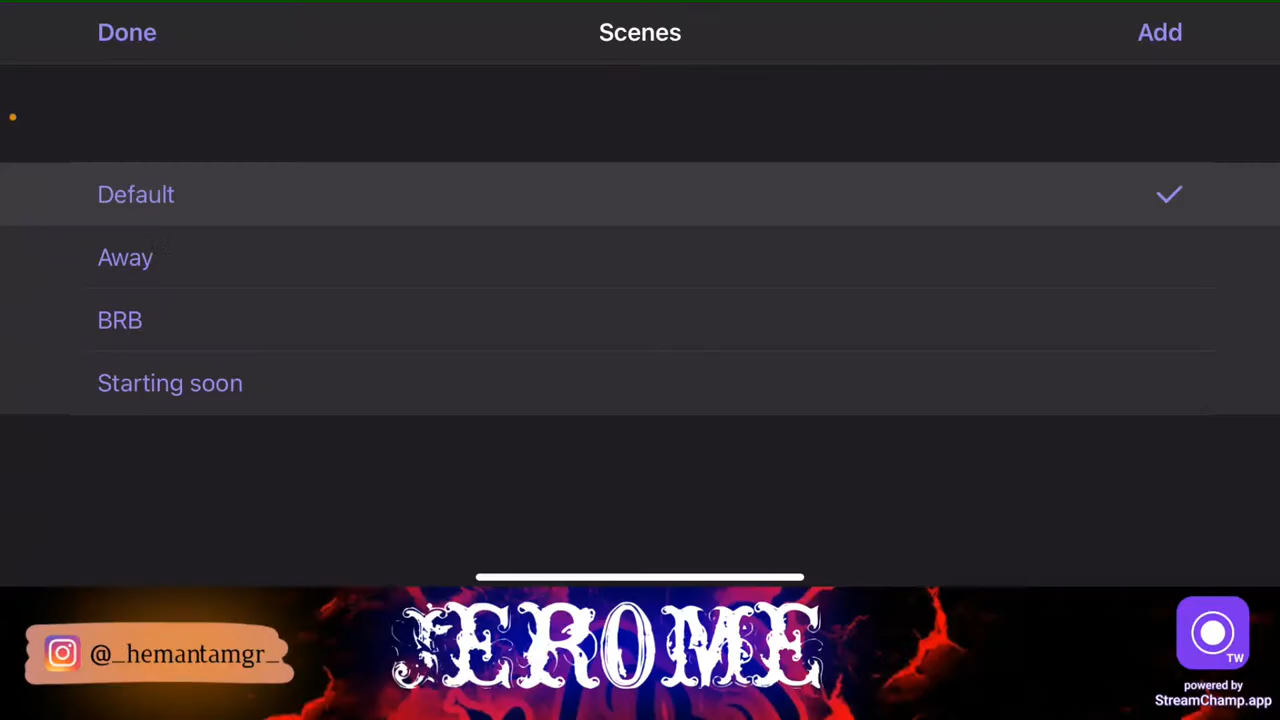 Done Scenes Add
Default
Away
BRB
Starting soon
@_hemantamgr_
JEROME
TW
powered by
StreamChamp.app